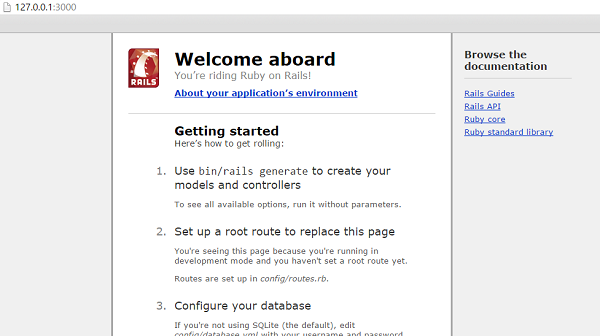 127.0.0.1:3000
RAILS
Welcome aboard
You're riding Ruby on Rails!
About your application's environment
Getting started
Here's how to get rolling:
1. Use bin/rails generate to create your
models and controllers
To see all available options, run it without parameters.
2. Set up a root route to replace this page
You're seeing this page because you're running in
development mode and you haven't set a root route yet.
Routes are set up in config/routes.rb.
3. Configure your database
If you're not using SQLite (the default), edit
config/database.yml with your username and password
Browse the
documentation
Rails Guides
Rails API
Ruby core
Ruby standard library